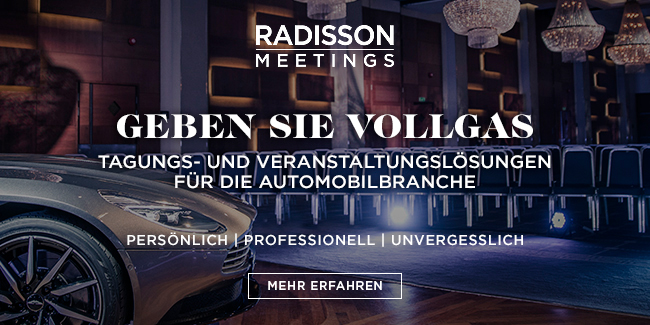 RADISSON
MEETINGS
GEBEN SIE VOLLGAS
TAGUNGS- UND VERANSTALTUNGSLÖSUNGEN
FÜR DIE AUTOMOBILBRANCHE
PERSÖNLICH | PROFESSIONELL | UNVERGESSLICH
MEHR ERFAHREN